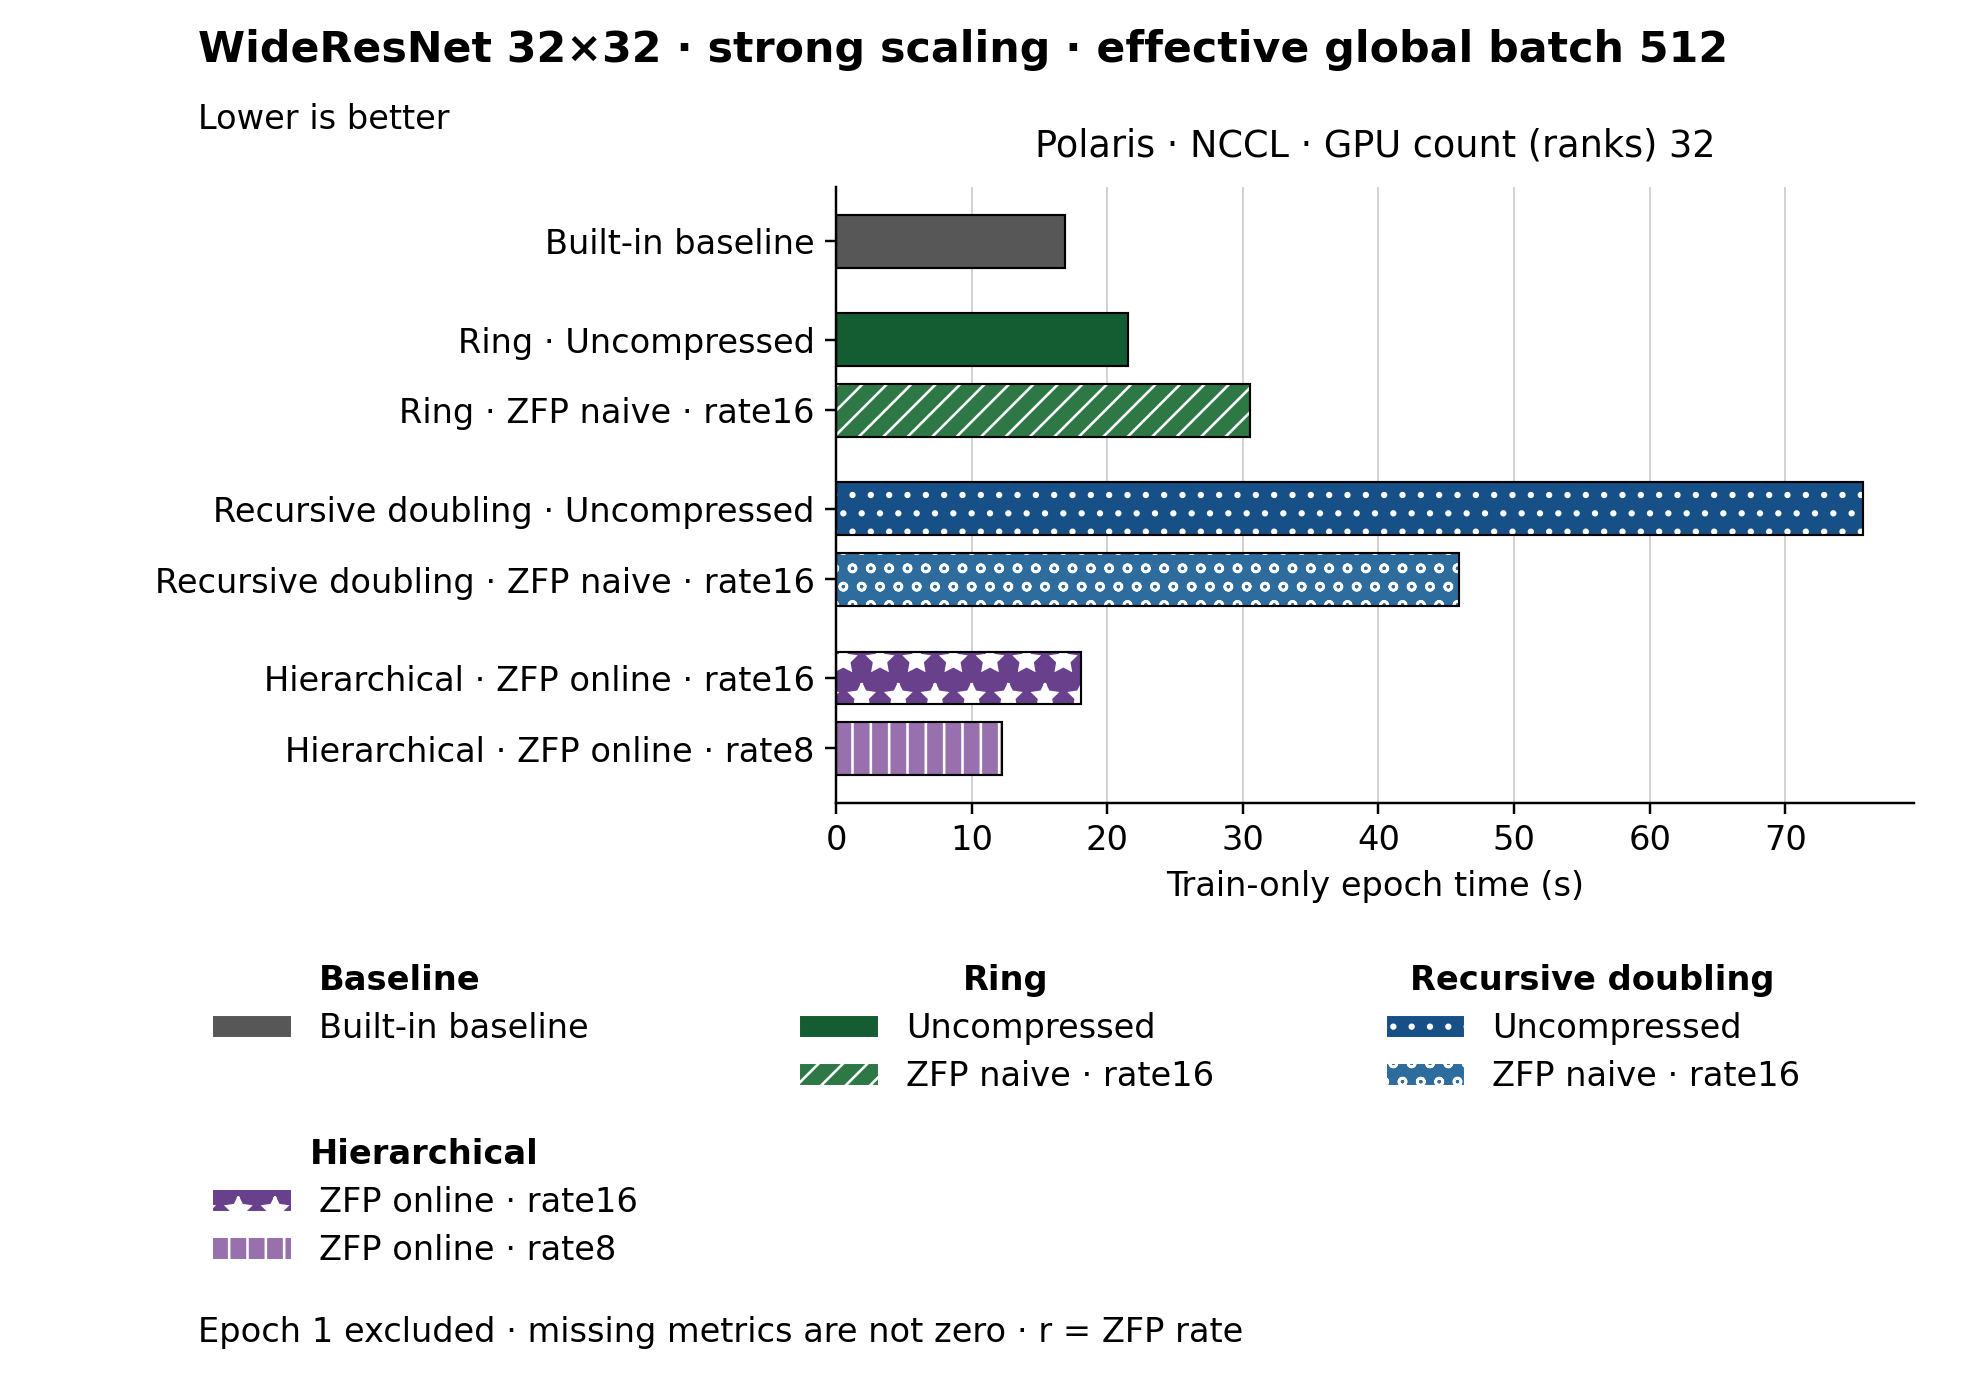 WideResNet 32×32 · strong scaling · effective global batch 512
Lower is better
Polaris · NCCL · GPU count (ranks) 32
Built-in baseline
Ring · Uncompressed
Ring · ZFP naive · rate16
Recursive doubling · Uncompressed
Recursive doubling · ZFP naive · rate16
Hierarchical · ZFP online · rate16
Hierarchical · ZFP online · rate8
0 10 20 30 40 50 60 70
Train-only epoch time (s)
Baseline
Built-in baseline
Ring
Uncompressed
ZFP naive · rate16
Recursive doubling
Uncompressed
ZFP naive · rate16
Hierarchical
ZFP online · rate16
ZFP online · rate8
Epoch 1 excluded · missing metrics are not zero · r = ZFP rate